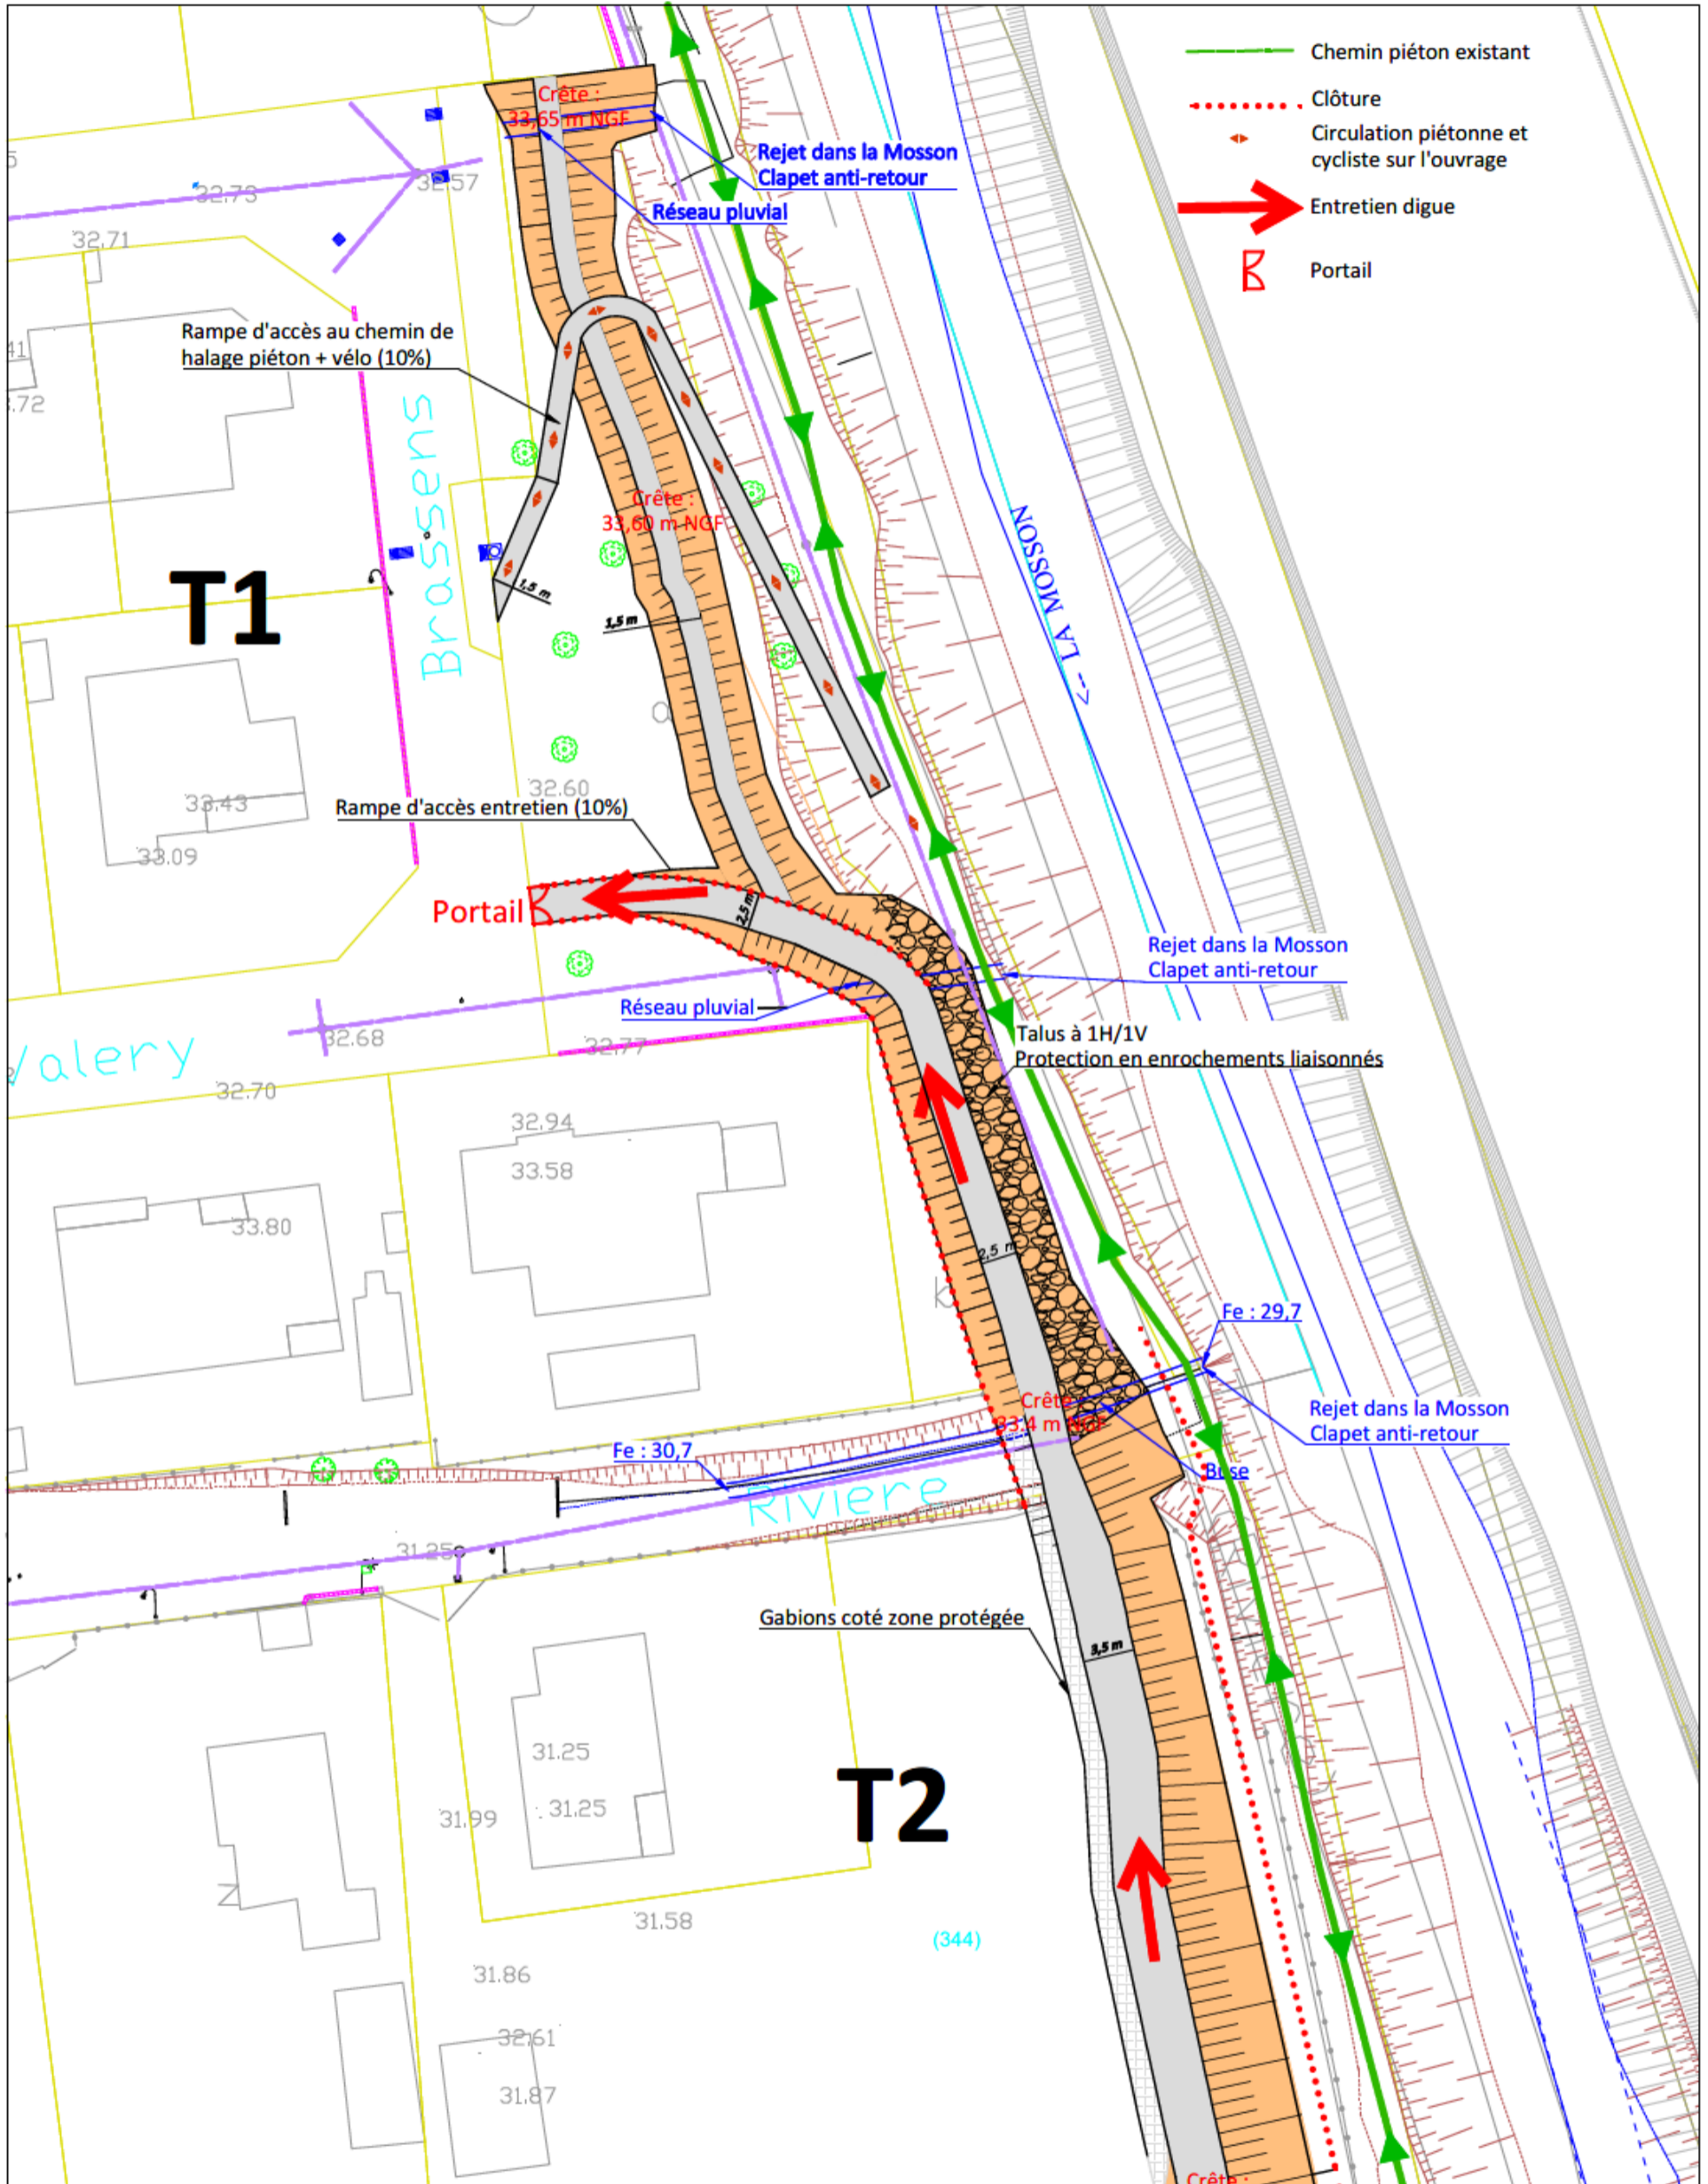 Chemin piéton existant
Clôture
Circulation piétonne et
cycliste sur l'ouvrage
Entretien digue
Portail
Crête :
33,65 m NGF
Rejet dans la Mosson
Clapet anti-retour
Réseau pluvial
32.73
32.57
32.71
Rampe d'accès au chemin de
halage piéton + vélo (10%)
41
.72
Brassens
Crête :
33,60 m NGF
LA MOSSON -->
T1
1,5 m
1,5 m
a
32.60
33.43
33.09
Rampe d'accès entretien (10%)
Portail
2,5 m
Rejet dans la Mosson
Clapet anti-retour
Réseau pluvial
32.68
32.77
Valery
32.70
Talus à 1H/1V
Protection en enrochements liaisonnés
32.94
33.58
33.80
2,5 m
b
Fe : 29,7
Crête
33.4 m NGF
Rejet dans la Mosson
Clapet anti-retour
Fe : 30,7
Buse
Riviere
31.25
Gabions coté zone protégée
3,5 m
31.25
31.25
31.99
T2
N
31.58
(344)
31.86
32.61
31.87
Crête :